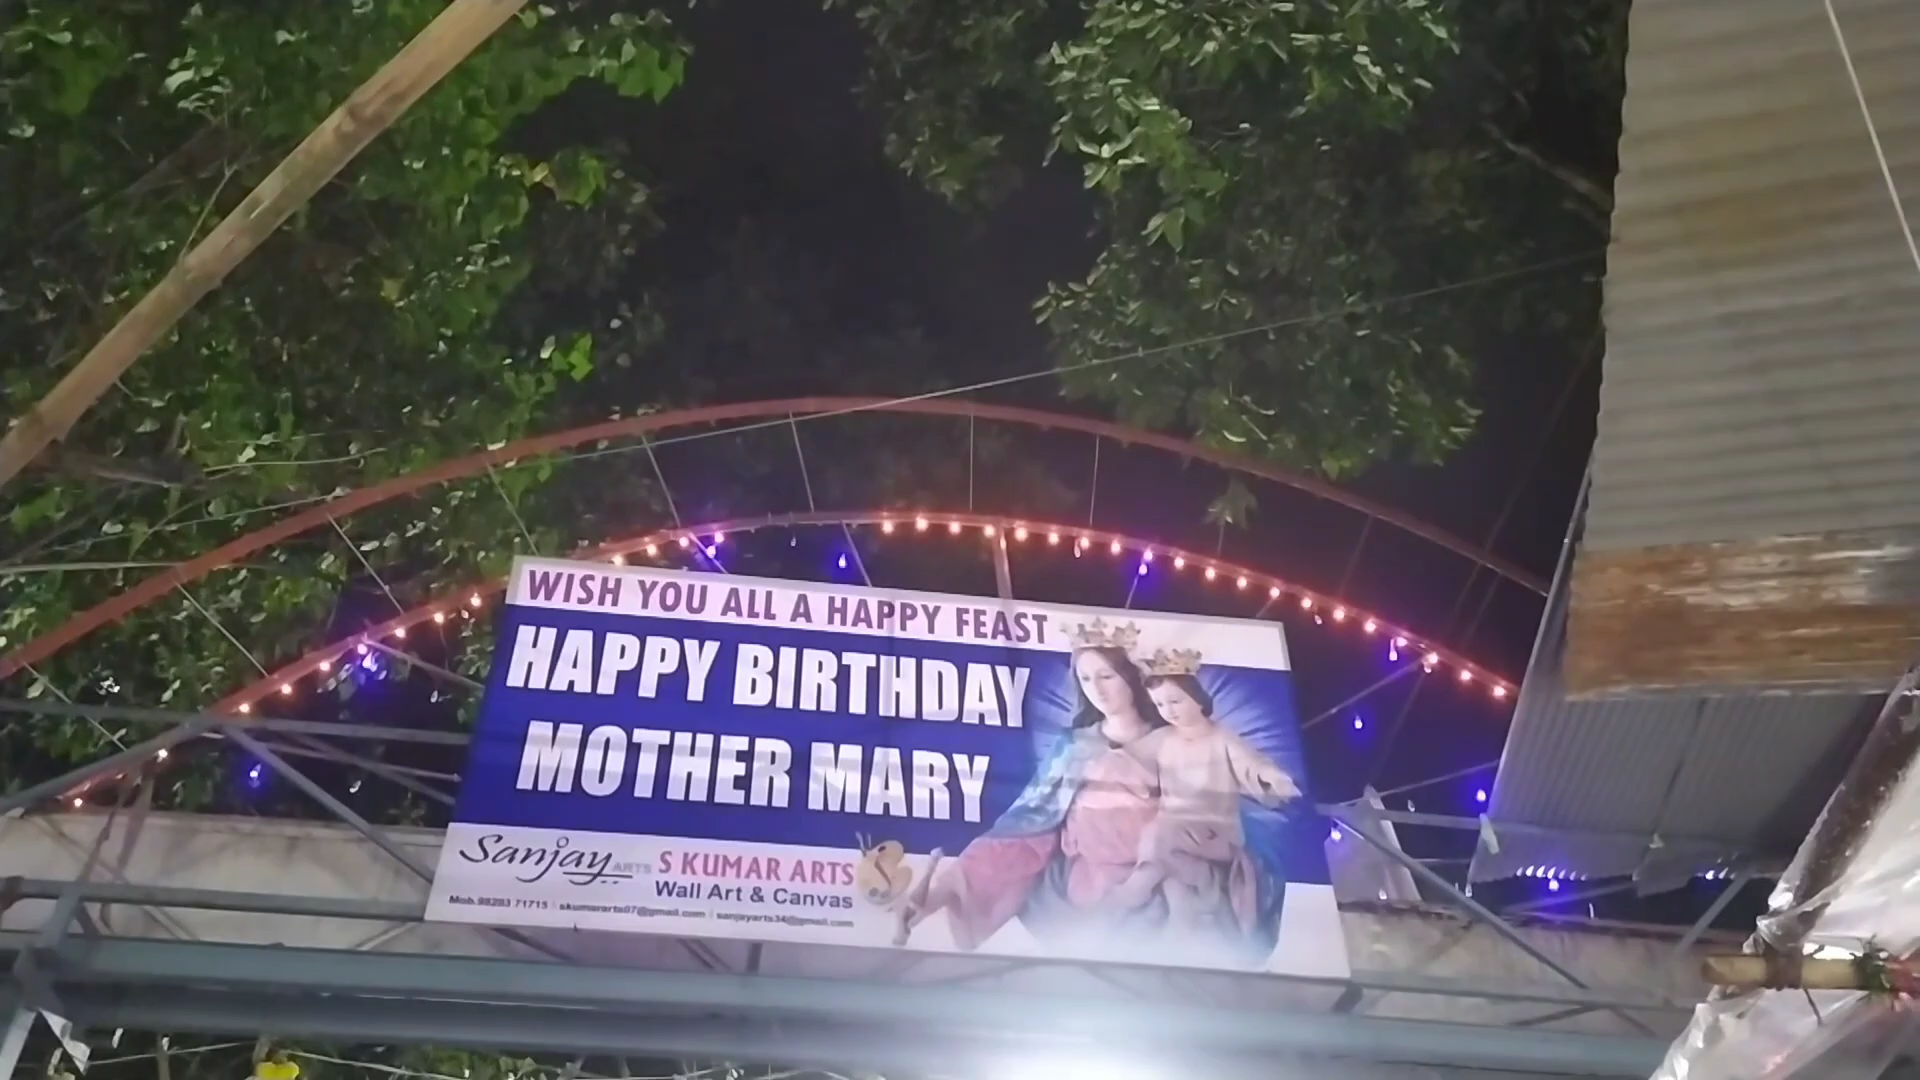 WISH YOU ALL A HAPPY FEAST
HAPPY BIRTHDAY
MOTHER MARY
Sanjay ARTS
S KUMAR ARTS
Wall Art & Canvas
Mob.98203 71715 | skumararts07@gmail.com | sanjayarts34@gmail.com